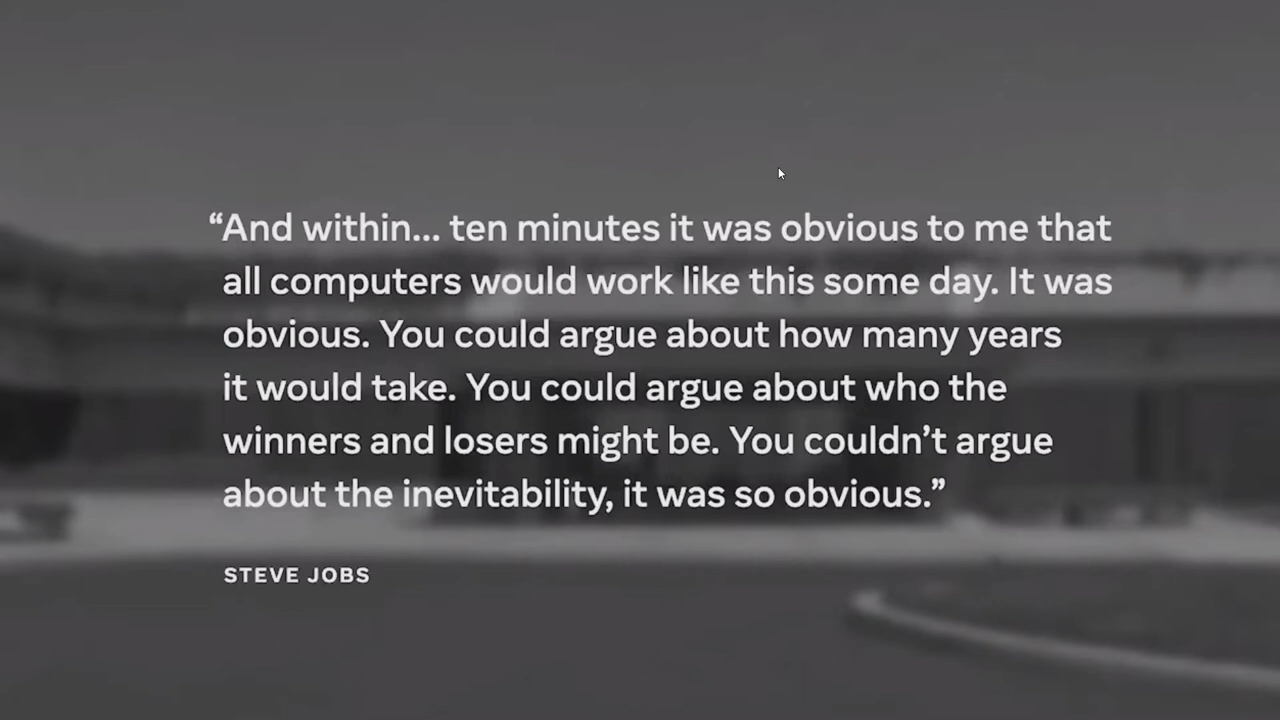 “And within... ten minutes it was obvious to me that
all computers would work like this some day. It was
obvious. You could argue about how many years
it would take. You could argue about who the
winners and losers might be. You couldn’t argue
about the inevitability, it was so obvious.”
STEVE JOBS